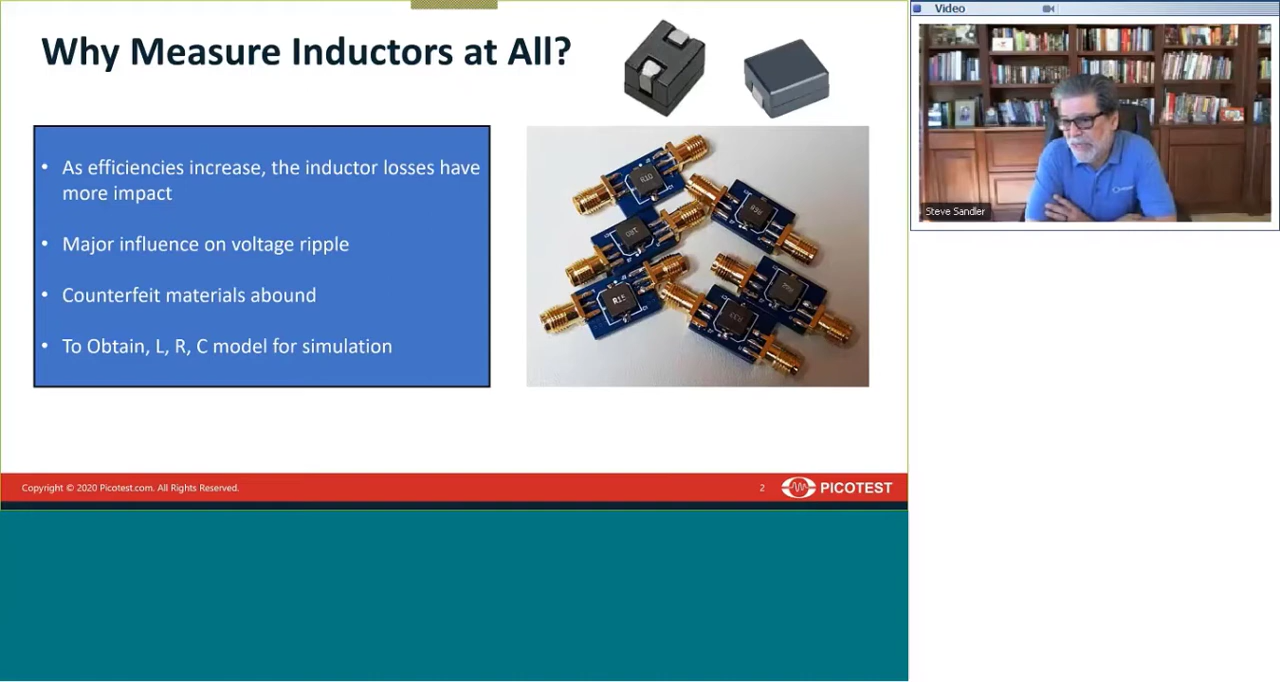 Why Measure Inductors at All?
• As efficiencies increase, the inductor losses have
more impact
• Major influence on voltage ripple
• Counterfeit materials abound
• To Obtain, L, R, C model for simulation
R10
R15
Copyright © 2020 Picotest.com. All Rights Reserved.
2
PICOTEST
Video
Steve Sandler